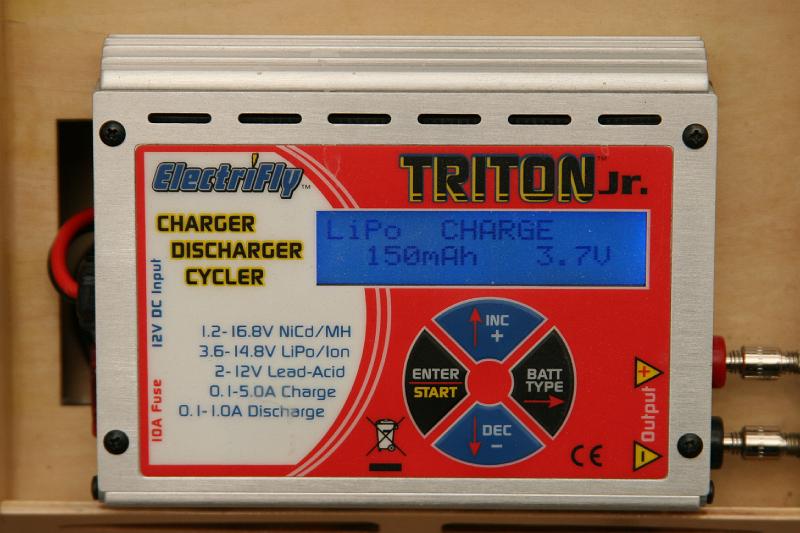 ElectriFly™
TRITON™ Jr.
CHARGER
DISCHARGER
CYCLER
LiPo CHARGE
150mAh 3.7V
12V DC Input
10A Fuse
1.2-16.8V NiCd/MH
3.6-14.8V LiPo/Ion
2-12V Lead-Acid
0.1-5.0A Charge
0.1-1.0A Discharge
INC
+
ENTER
START
BATT
TYPE
DEC
-
CE
Output
+
-